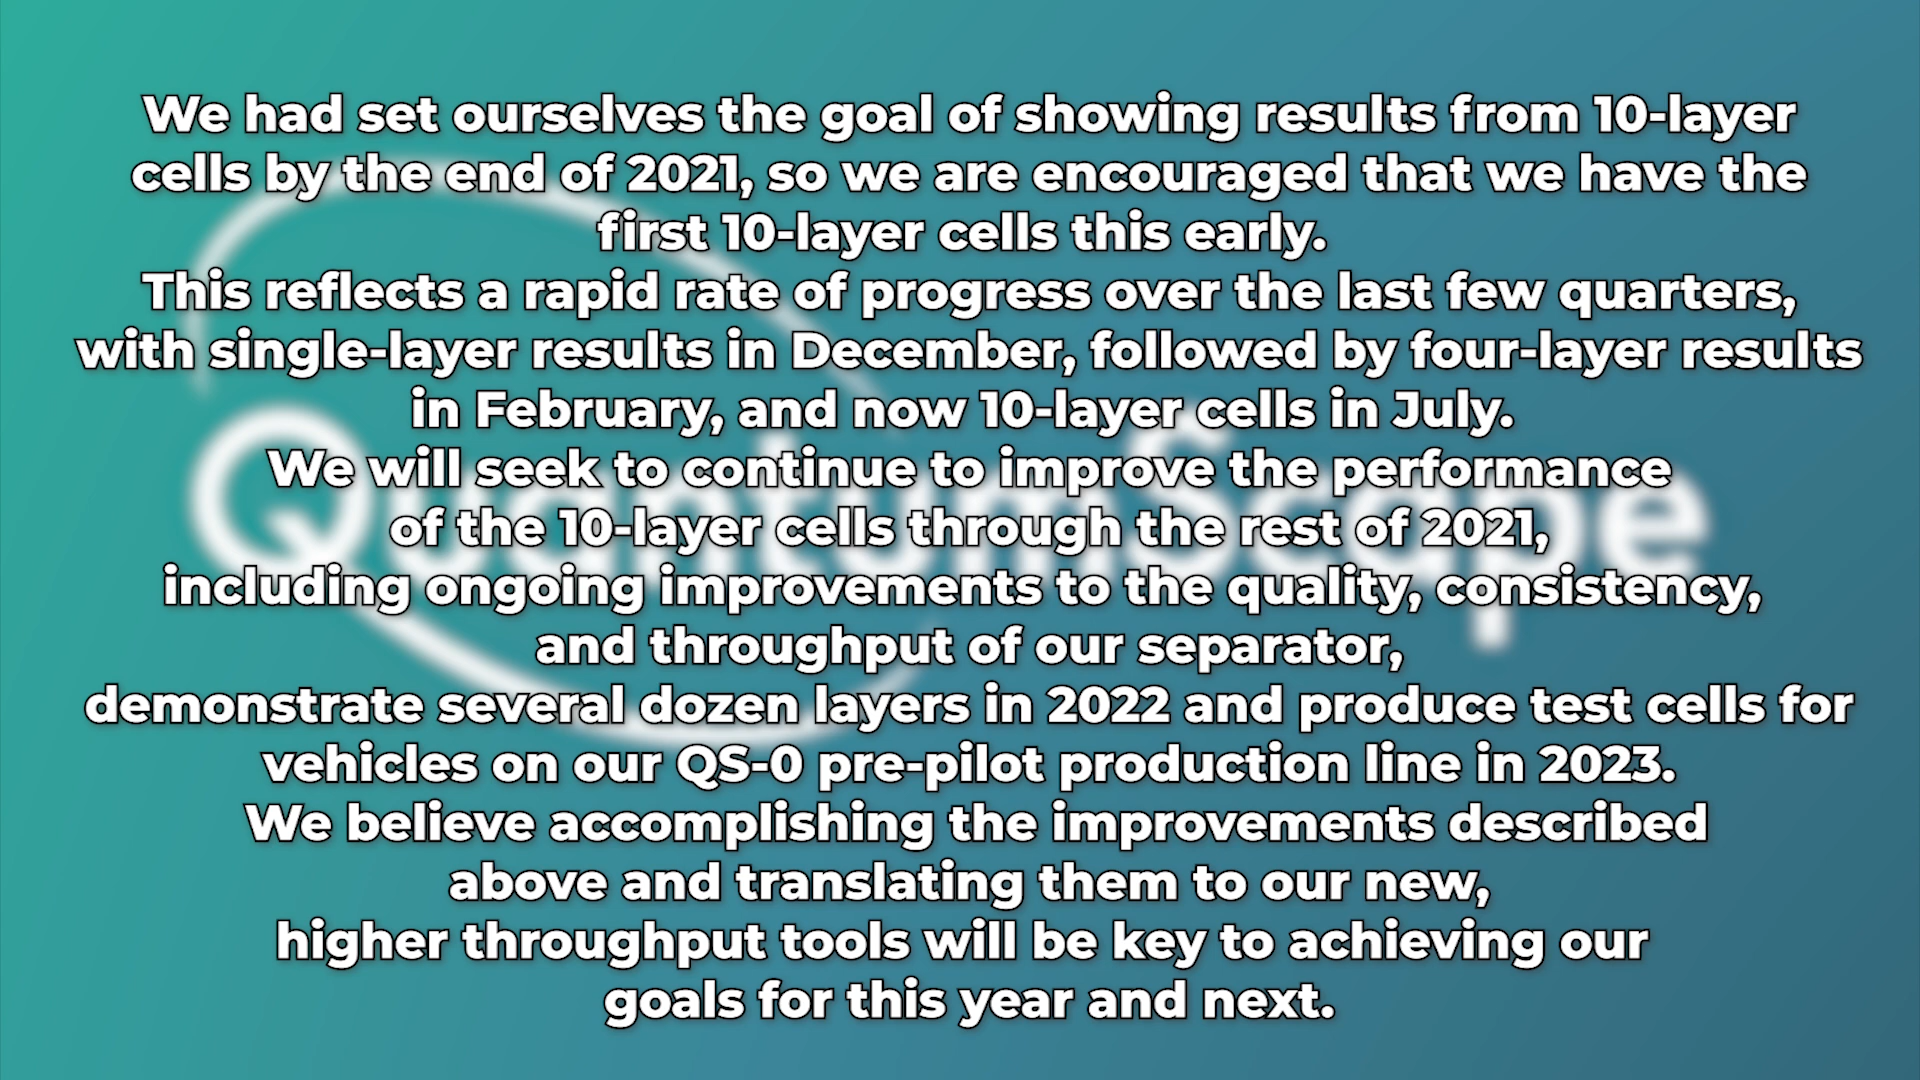 We had set ourselves the goal of showing results from 10-layer
cells by the end of 2021, so we are encouraged that we have the
first 10-layer cells this early.
This reflects a rapid rate of progress over the last few quarters,
with single-layer results in December, followed by four-layer results
in February, and now 10-layer cells in July.
We will seek to continue to improve the performance
of the 10-layer cells through the rest of 2021,
including ongoing improvements to the quality, consistency,
and throughput of our separator,
demonstrate several dozen layers in 2022 and produce test cells for
vehicles on our QS-0 pre-pilot production line in 2023.
We believe accomplishing the improvements described
above and translating them to our new,
higher throughput tools will be key to achieving our
goals for this year and next.
QuantumScape